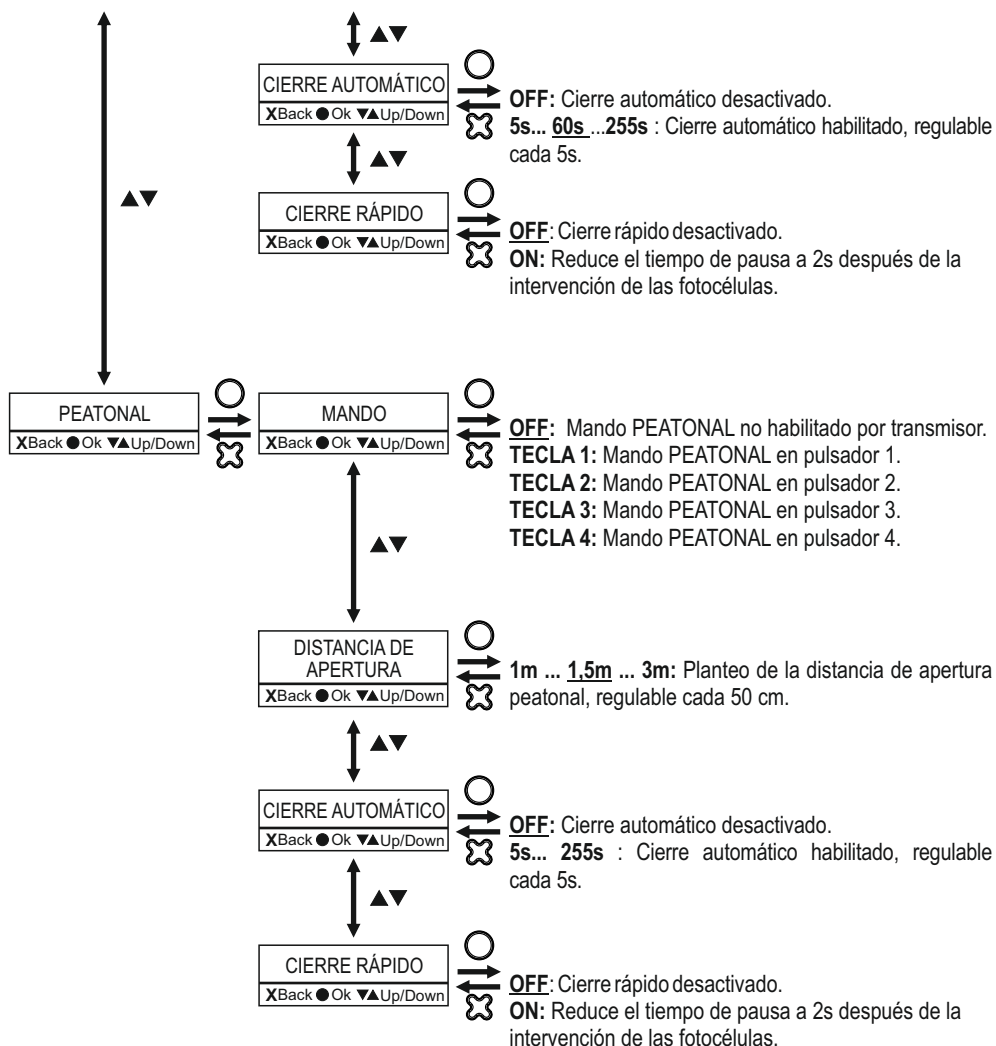 ▲▼
CIERRE AUTOMÁTICO
XBack ● Ok ▼▲Up/Down
OFF: Cierre automático desactivado.
5s... 60s ...255s : Cierre automático habilitado, regulable
cada 5s.
▲▼
▲▼
CIERRE RÁPIDO
XBack ● Ok ▼▲Up/Down
OFF: Cierre rápido desactivado.
ON: Reduce el tiempo de pausa a 2s después de la
intervención de las fotocélulas.
PEATONAL
XBack ● Ok ▼▲Up/Down
MANDO
XBack ● Ok ▼▲Up/Down
OFF: Mando PEATONAL no habilitado por transmisor.
TECLA 1: Mando PEATONAL en pulsador 1.
TECLA 2: Mando PEATONAL en pulsador 2.
TECLA 3: Mando PEATONAL en pulsador 3.
TECLA 4: Mando PEATONAL en pulsador 4.
▲▼
DISTANCIA DE
APERTURA
XBack ● Ok ▼▲Up/Down
1m ... 1,5m ... 3m: Planteo de la distancia de apertura
peatonal, regulable cada 50 cm.
▲▼
CIERRE AUTOMÁTICO
XBack ● Ok ▼▲Up/Down
OFF: Cierre automático desactivado.
5s... 255s : Cierre automático habilitado, regulable
cada 5s.
▲▼
CIERRE RÁPIDO
XBack ● Ok ▼▲Up/Down
OFF: Cierre rápido desactivado.
ON: Reduce el tiempo de pausa a 2s después de la
intervención de las fotocélulas.